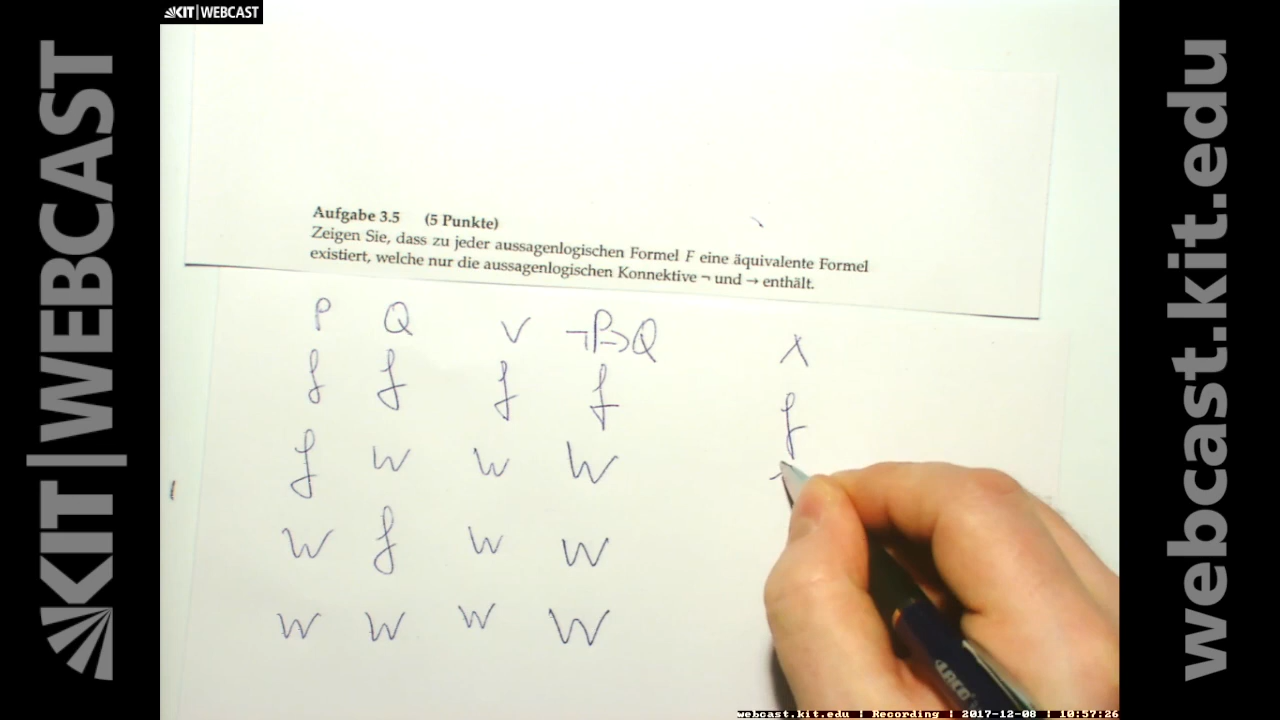 KIT|WEBCAST
KIT|WEBCAST
webcast.kit.edu
Aufgabe 3.5 (5 Punkte)
Zeigen Sie, dass zu jeder aussagenlogischen Formel F eine äquivalente Formel
existiert, welche nur die aussagenlogischen Konnektive ¬ und → enthält.
P Q ∨ ¬P→Q ∧
f f f f f
f w w w
w f w w
w w w w
LACO
webcast.kit.edu | Recording | 2017-12-08 | 10:57:26